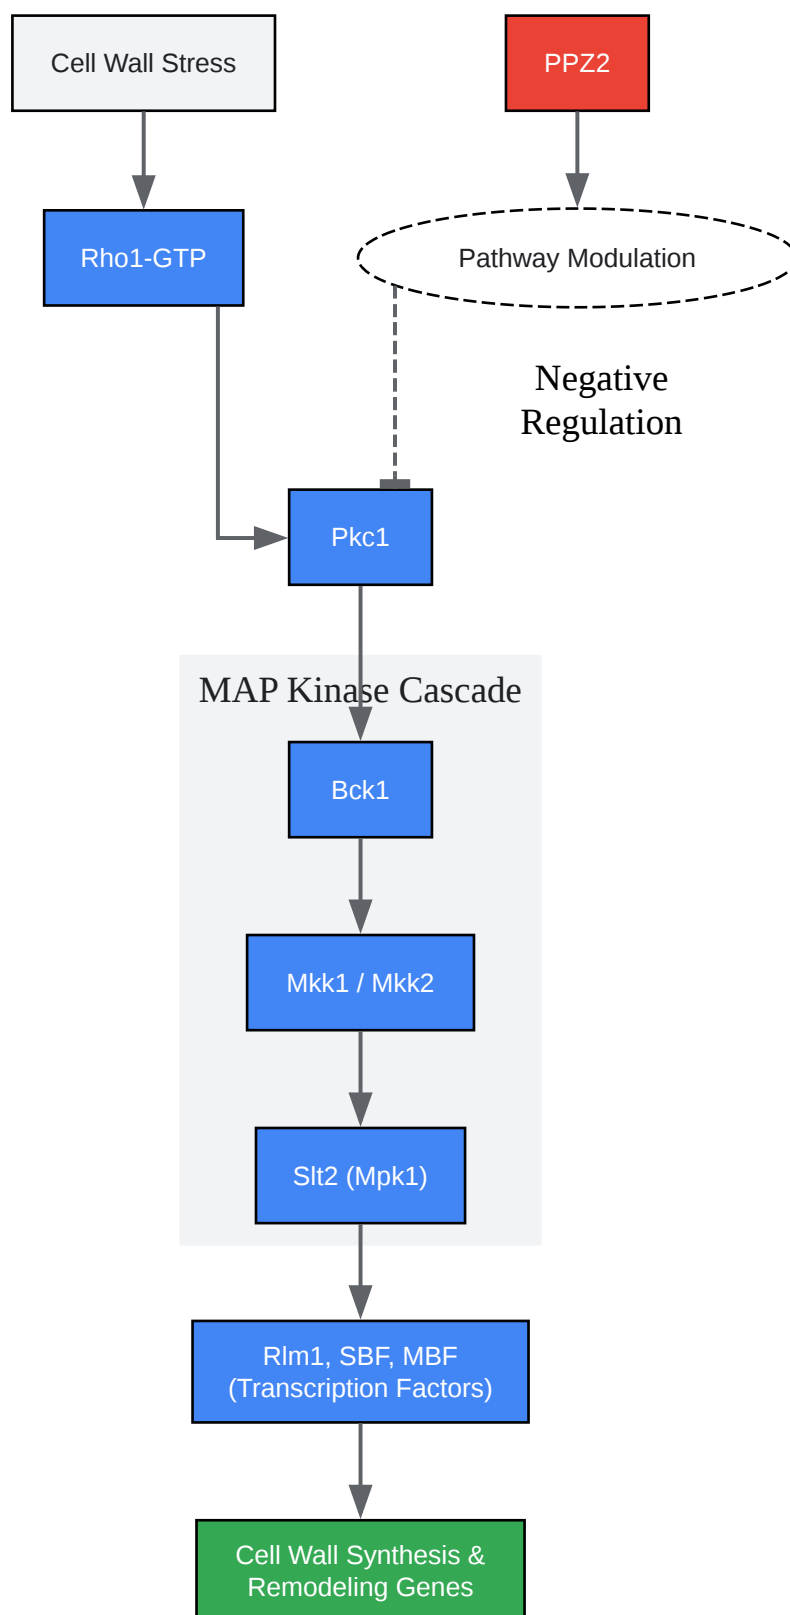 Cell Wall Stress
PPZ2
Rho1-GTP
Pathway Modulation
Negative
Regulation
Pkc1
MAP Kinase Cascade
Bck1
Mkk1 / Mkk2
Slt2 (Mpk1)
Rlm1, SBF, MBF
(Transcription Factors)
Cell Wall Synthesis &
Remodeling Genes